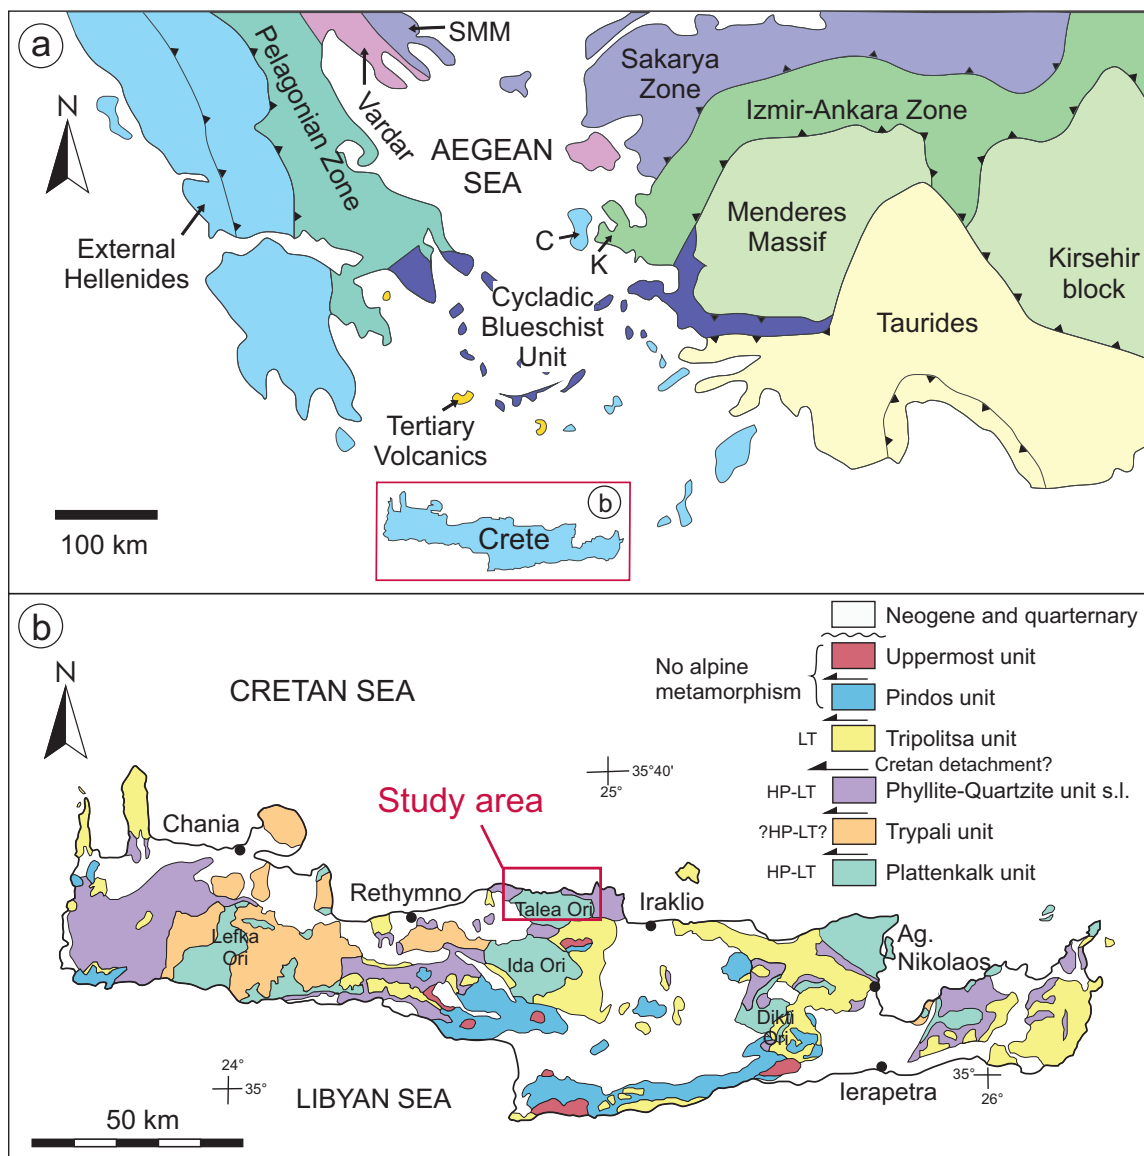 a
N
SMM
Pelagonian Zone
Vardar
Sakarya
Zone
Izmir-Ankara Zone
AEGEAN
SEA
External
Hellenides
C
K
Menderes
Massif
Kirsehir
block
Cycladic
Blueschist
Unit
Taurides
Tertiary
Volcanics
100 km
b
Crete
b
N
CRETAN SEA
Neogene and quarternary
No alpine
metamorphism
Uppermost unit
Pindos unit
LT
Tripolitsa unit
Cretan detachment?
HP-LT
Phyllite-Quartzite unit s.l.
?HP-LT?
Trypali unit
HP-LT
Plattenkalk unit
35°40'
25°
Study area
Chania
Rethymno
Talea Ori
Iraklio
Lefka
Ori
Ida Ori
Ag.
Nikolaos
Dikti
Ori
24°
35°
LIBYAN SEA
Ierapetra
35°
26°
50 km